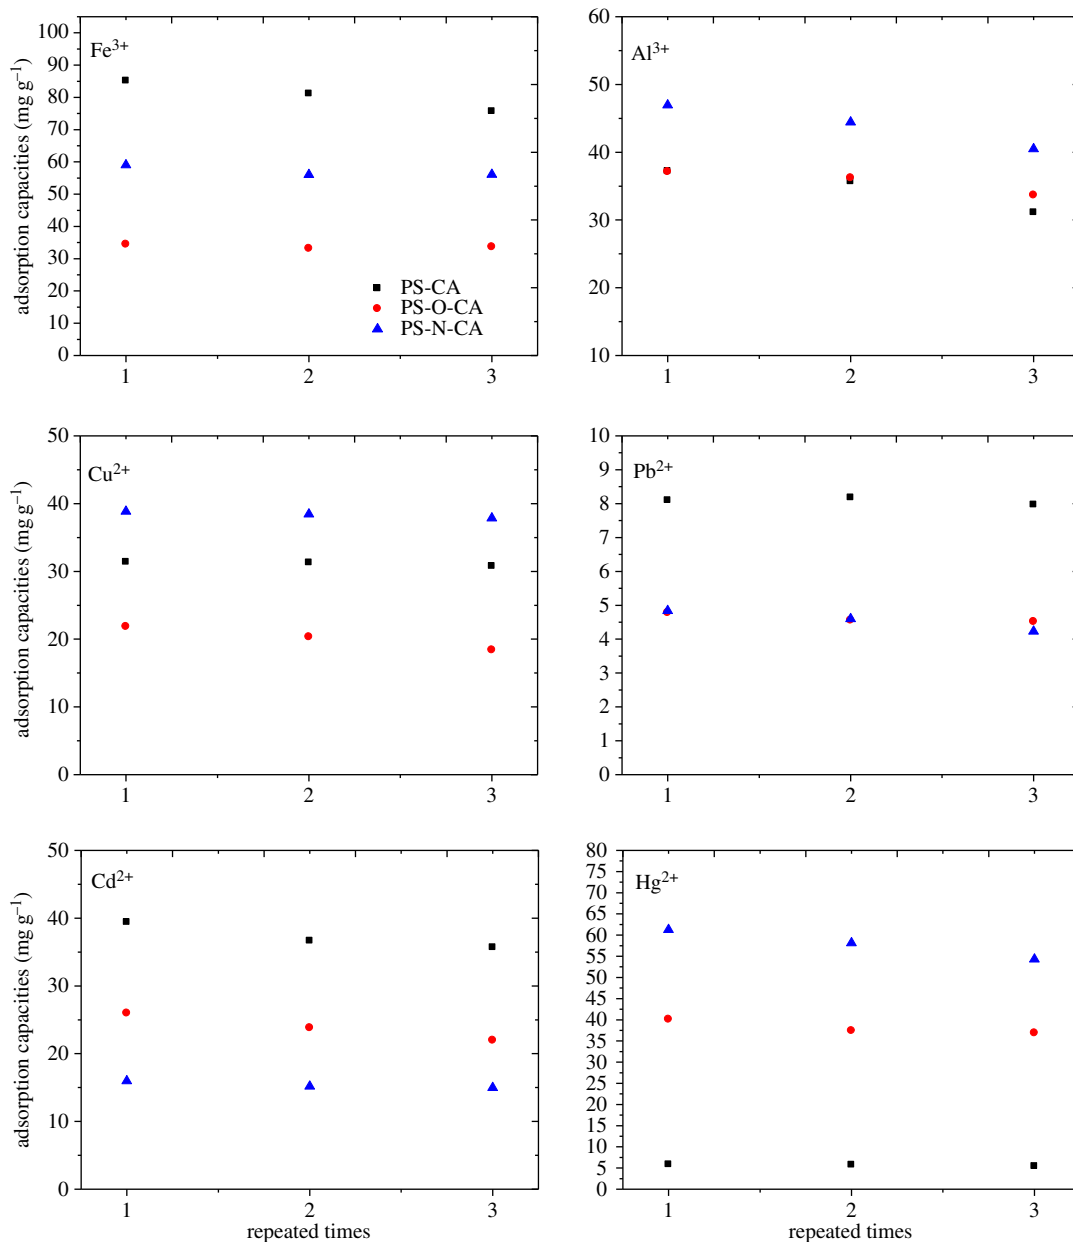 adsorption capacities (mg g⁻¹)
100
90
80
70
60
50
40
30
20
10
0
Fe³⁺
PS-CA
PS-O-CA
PS-N-CA
1 2 3
60
50
40
30
20
10
Al³⁺
1 2 3
adsorption capacities (mg g⁻¹)
50
40
30
20
10
0
Cu²⁺
1 2 3
10
9
8
7
6
5
4
3
2
1
0
Pb²⁺
1 2 3
adsorption capacities (mg g⁻¹)
50
40
30
20
10
0
Cd²⁺
1 2 3
repeated times
80
75
70
65
60
55
50
45
40
35
30
25
20
15
10
5
0
Hg²⁺
1 2 3
repeated times